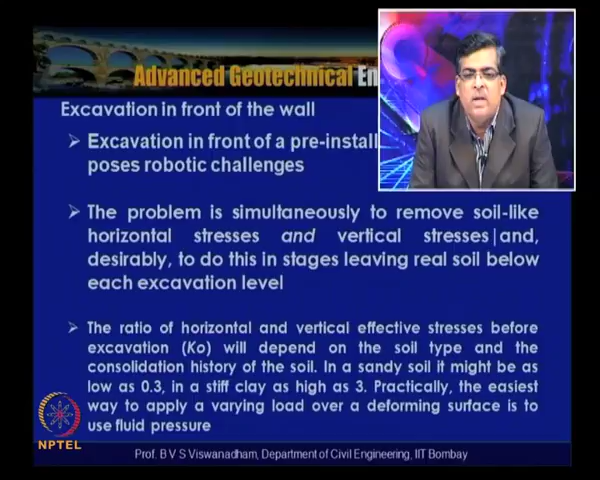 Advanced Geotechnical En
Excavation in front of the wall
Excavation in front of a pre-install
poses robotic challenges
The problem is simultaneously to remove soil-like
horizontal stresses and vertical stresses|and,
desirably, to do this in stages leaving real soil below
each excavation level
The ratio of horizontal and vertical effective stresses before
excavation (Ko) will depend on the soil type and the
consolidation history of the soil. In a sandy soil it might be as
low as 0.3, in a stiff clay as high as 3. Practically, the easiest
way to apply a varying load over a deforming surface is to
use fluid pressure
NPTEL
Prof. B V S Viswanadham, Department of Civil Engineering, IIT Bombay